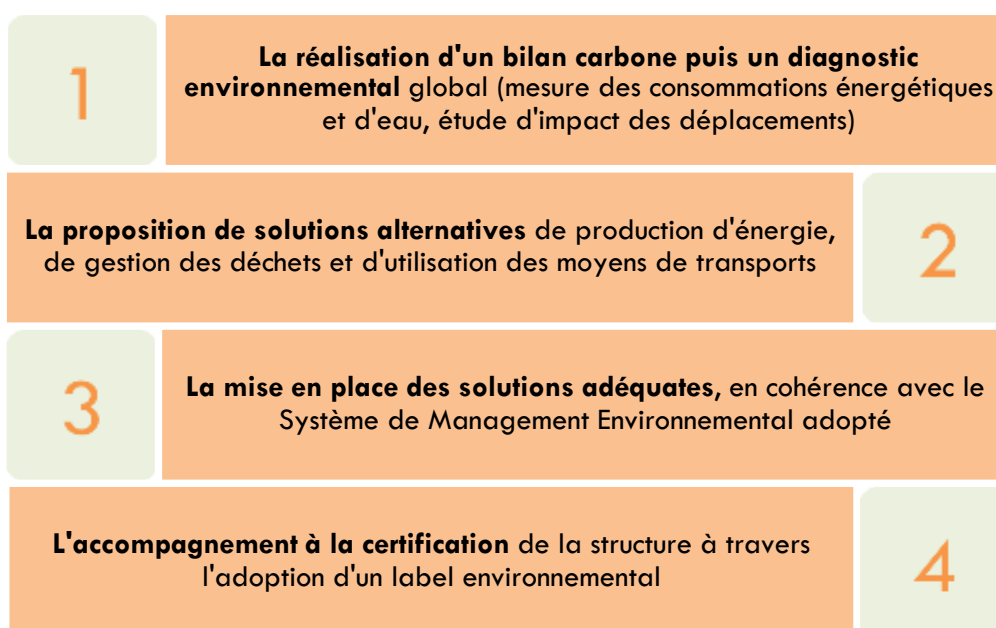 1
La réalisation d'un bilan carbone puis un diagnostic
environnemental global (mesure des consommations énergétiques
et d'eau, étude d'impact des déplacements)
La proposition de solutions alternatives de production d'énergie,
de gestion des déchets et d'utilisation des moyens de transports
2
3
La mise en place des solutions adéquates, en cohérence avec le
Système de Management Environnemental adopté
L'accompagnement à la certification de la structure à travers
l'adoption d'un label environnemental
4